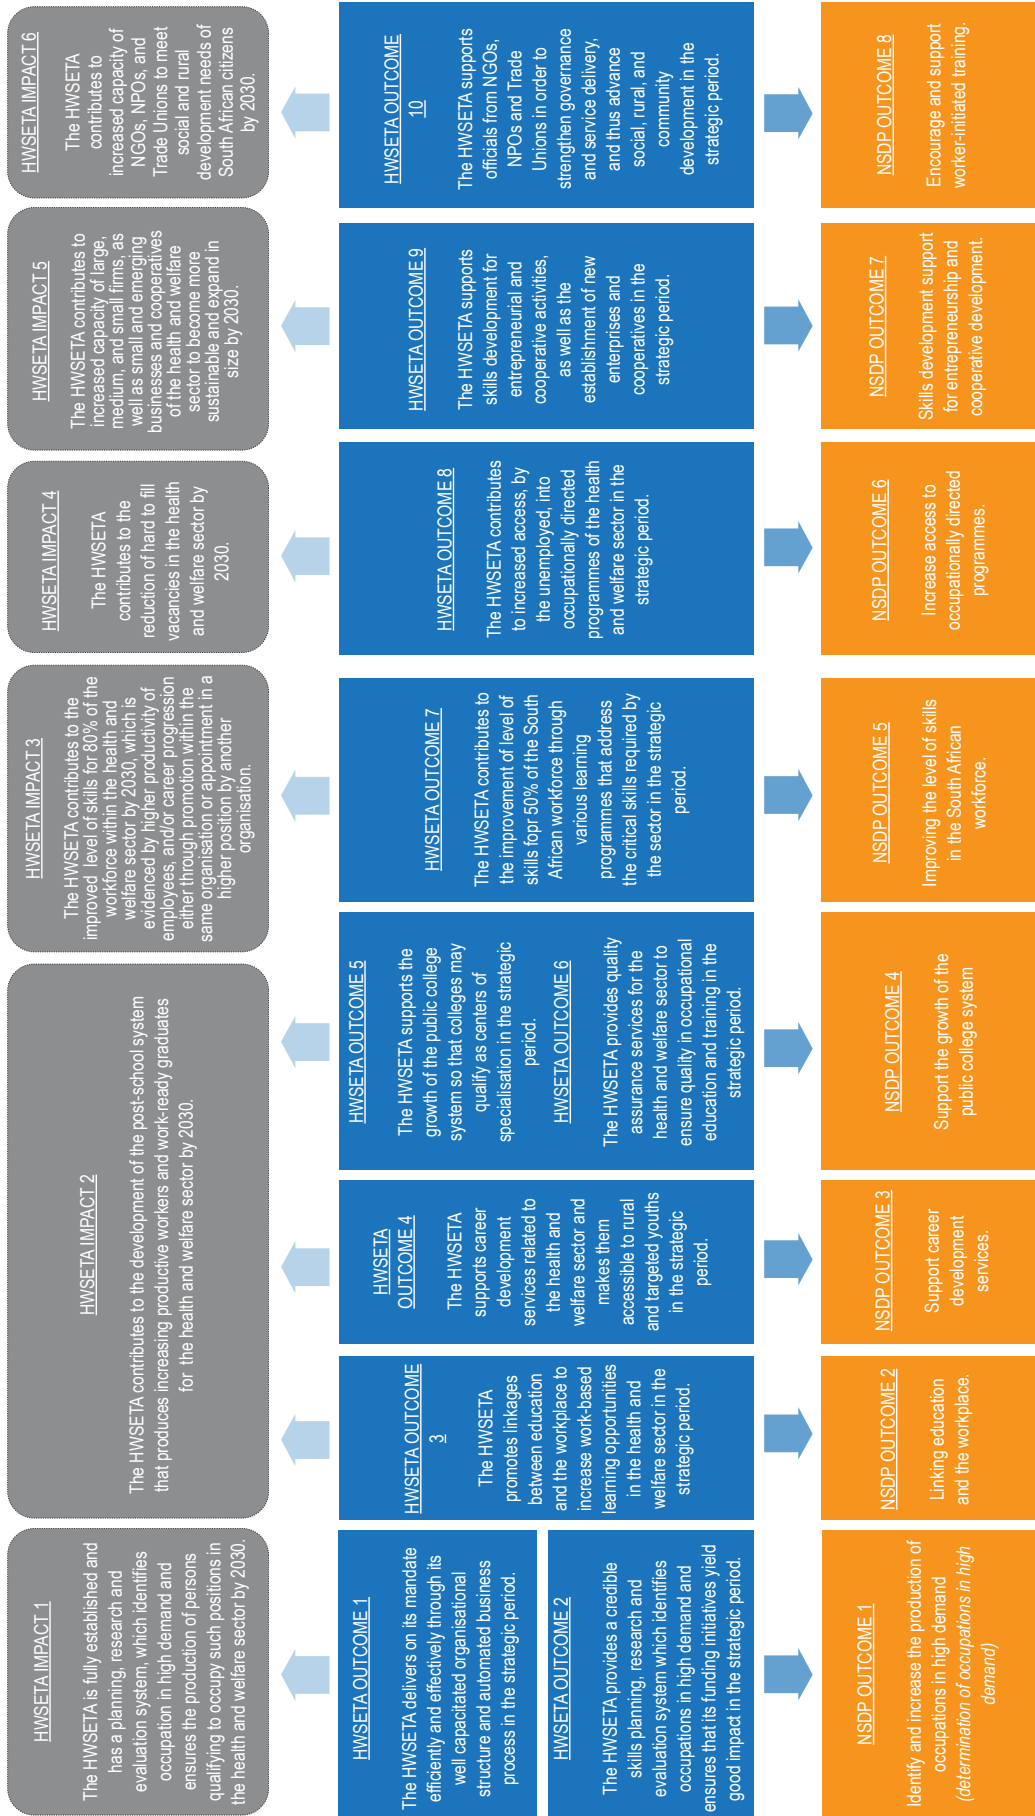 HWSETA IMPACT 1
The HWSETA is fully established and
has a planning, research and
evaluation system, which identifies
occupation in high demand and
ensures the production of persons
qualifying to occupy such positions in
the health and welfare sector by 2030.
HWSETA IMPACT 2
The HWSETA contributes to the development of the post-school system
that produces increasing productive workers and work-ready graduates
for the health and welfare sector by 2030.
HWSETA IMPACT 3
The HWSETA contributes to the
improved level of skills for 80% of the
workforce within the health and
welfare sector by 2030, which is
evidenced by higher productivity of
employees, and/or career progression
either through promotion within the
same organisation or appointment in a
higher position by another
organisation.
HWSETA IMPACT 4
The HWSETA
contributes to the
reduction of hard to fill
vacancies in the health
and welfare sector by
2030.
HWSETA IMPACT 5
The HWSETA contributes to
increased capacity of large,
medium, and small firms, as
well as small and emerging
businesses and cooperatives
of the health and welfare
sector to become more
sustainable and expand in
size by 2030.
HWSETA IMPACT 6
The HWSETA
contributes to
increased capacity of
NGOs, NPOs, and
Trade Unions to meet
social and rural
development needs of
South African citizens
by 2030.
HWSETA OUTCOME 1
The HWSETA delivers on its mandate
efficiently and effectively through its
well capacitated organisational
structure and automated business
process in the strategic period.
HWSETA OUTCOME 2
The HWSETA provides a credible
skills planning, research and
evaluation system which identifies
occupations in high demand and
ensures that its funding initiatives yield
good impact in the strategic period.
HWSETA OUTCOME
3
The HWSETA
promotes linkages
between education
and the workplace to
increase work-based
learning opportunities
in the health and
welfare sector in the
strategic period.
HWSETA
OUTCOME 4
The HWSETA
supports career
development
services related to
the health and
welfare sector and
makes them
accessible to rural
and targeted youths
in the strategic
period.
HWSETA OUTCOME 5
The HWSETA supports the
growth of the public college
system so that colleges may
qualify as centers of
specialisation in the strategic
period.
HWSETA OUTCOME 6
The HWSETA provides quality
assurance services for the
health and welfare sector to
ensure quality in occupational
education and training in the
strategic period.
HWSETA OUTCOME 7
The HWSETA contributes to
the improvement of level of
skills fopr 50% of the South
African workforce through
various learning
programmes that address
the critical skills required by
the sector in the strategic
period.
HWSETA OUTCOME 8
The HWSETA contributes
to increased access, by
the unemployed, into
occupationally directed
programmes of the health
and welfare sector in the
strategic period.
HWSETA OUTCOME 9
The HWSETA supports
skills development for
entrepreneurial and
cooperative activities,
as well as the
establishment of new
enterprises and
cooperatives in the
strategic period.
HWSETA OUTCOME
10
The HWSETA supports
officials from NGOs,
NPOs and Trade
Unions in order to
strengthen governance
and service delivery,
and thus advance
social, rural, and
community
development in the
strategic period.
NSDP OUTCOME 1
Identify and increase the production of
occupations in high demand
(determination of occupations in high
demand)
NSDP OUTCOME 2
Linking education
and the workplace.
NSDP OUTCOME 3
Support career
development
services.
NSDP OUTCOME 4
Support the growth of the
public college system
NSDP OUTCOME 5
Improving the level of skills
in the South African
workforce.
NSDP OUTCOME 6
Increase access to
occupationally directed
programmes.
NSDP OUTCOME 7
Skills development support
for entrepreneurship and
cooperative development.
NSDP OUTCOME 8
Encourage and support
worker-initiated training.